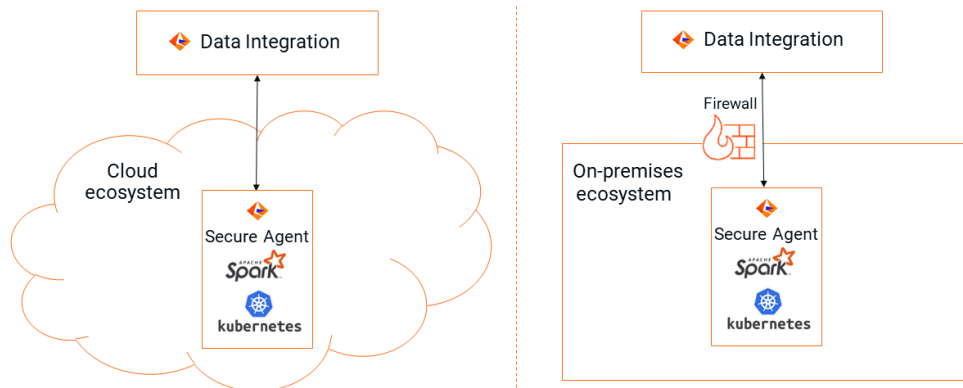 Data Integration
Cloud
ecosystem
Secure Agent
APACHE
Spark
kubernetes
Data Integration
Firewall
On-premises
ecosystem
Secure Agent
APACHE
Spark
kubernetes